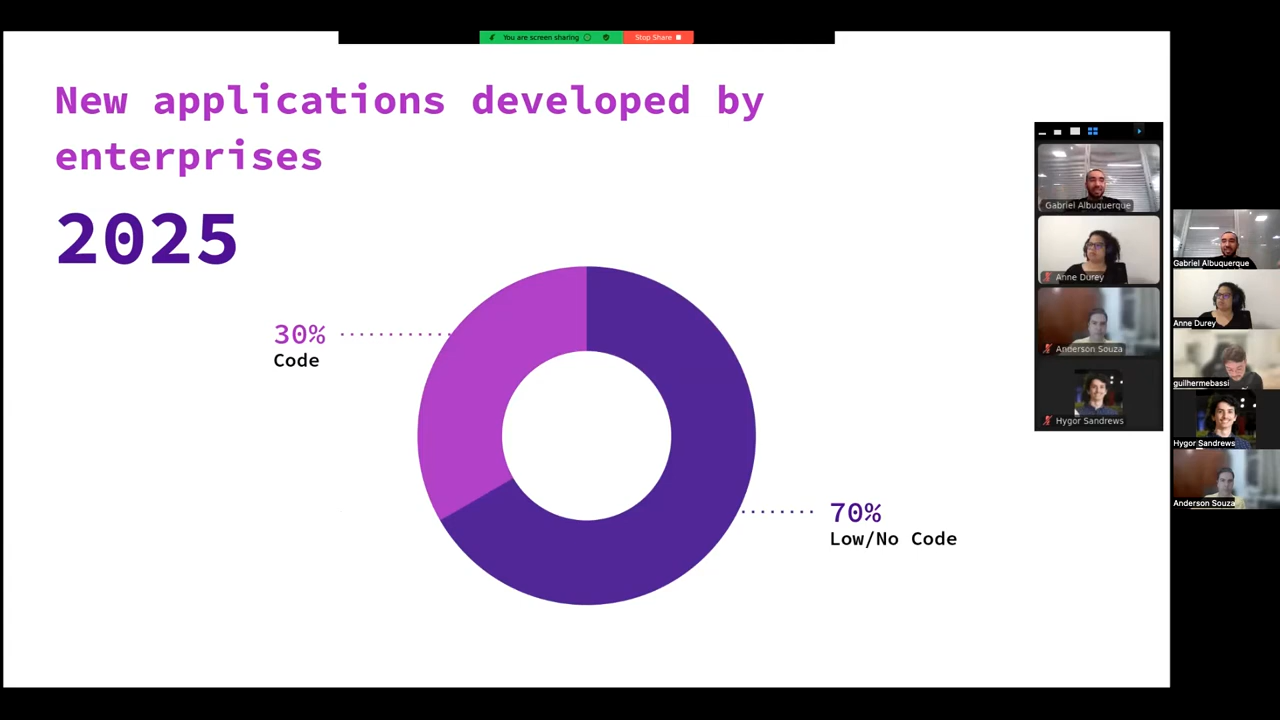 You are screen sharing
Stop Share
New applications developed by
enterprises
2025
30%
Code
70%
Low/No Code
Gabriel Albuquerque
Anne Durey
Anderson Souza
Hygor Sandrews
Gabriel Albuquerque
Anne Durey
guilhermebassi
Hygor Sandrews
Anderson Souza